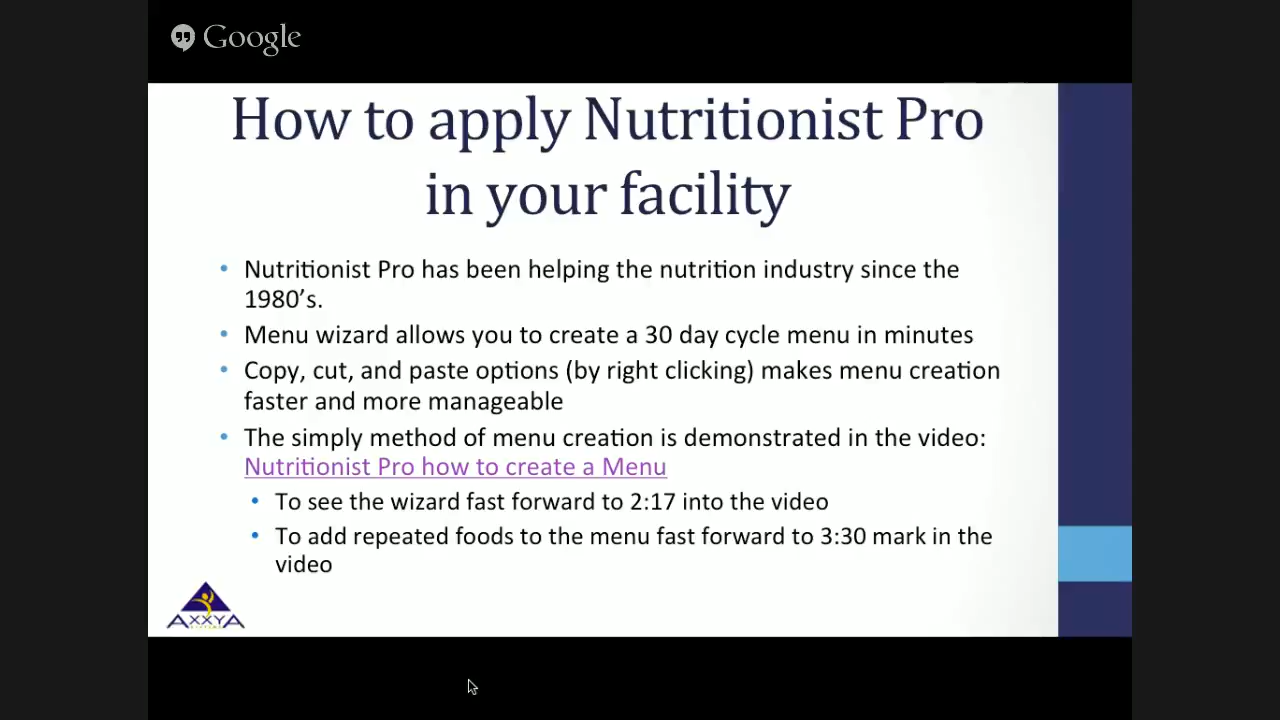 Google
How to apply Nutritionist Pro
in your facility
• Nutritionist Pro has been helping the nutrition industry since the
1980’s.
• Menu wizard allows you to create a 30 day cycle menu in minutes
• Copy, cut, and paste options (by right clicking) makes menu creation
faster and more manageable
• The simply method of menu creation is demonstrated in the video:
Nutritionist Pro how to create a Menu
• To see the wizard fast forward to 2:17 into the video
• To add repeated foods to the menu fast forward to 3:30 mark in the
video
AXXYA